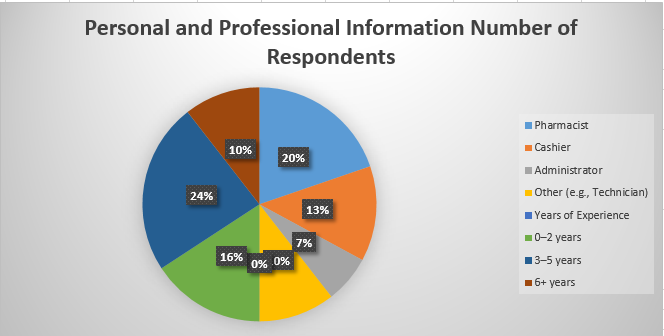 Personal and Professional Information Number of
Respondents
20%
13%
7%
0%
0%
16%
24%
10%
Pharmacist
Cashier
Administrator
Other (e.g., Technician)
Years of Experience
0–2 years
3–5 years
6+ years